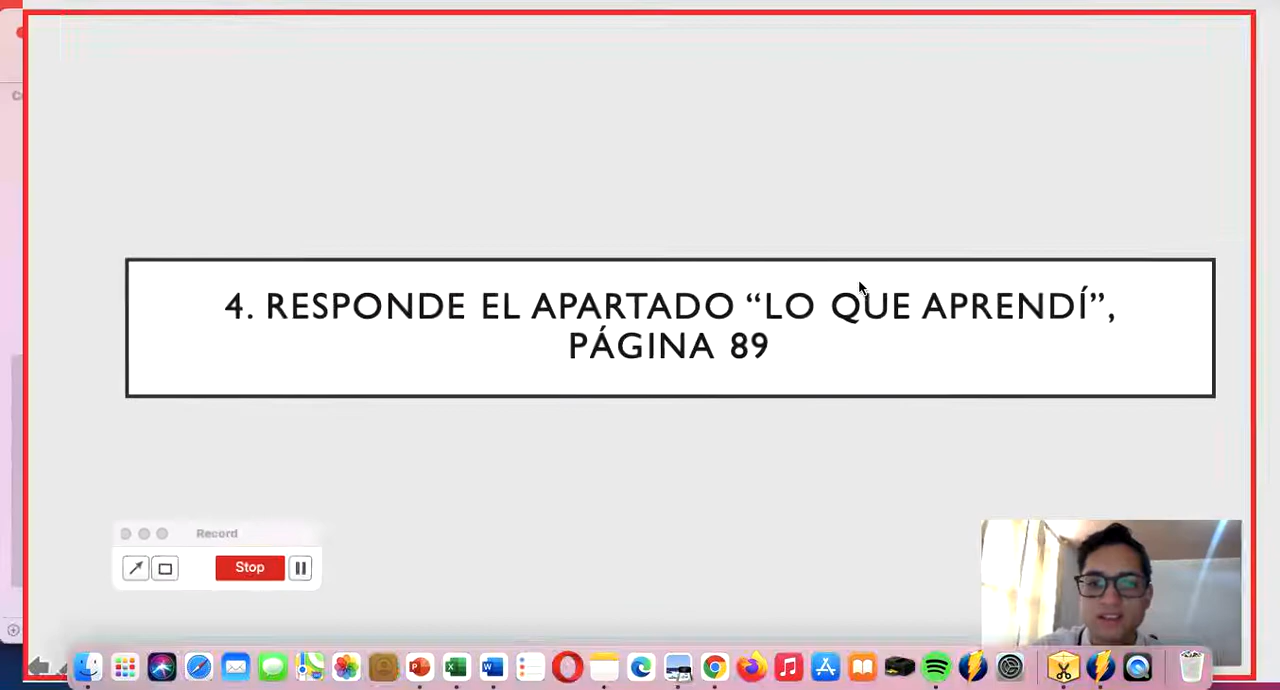 4. RESPONDE EL APARTADO “LO QUE APRENDÍ”,
PÁGINA 89
Record
Stop